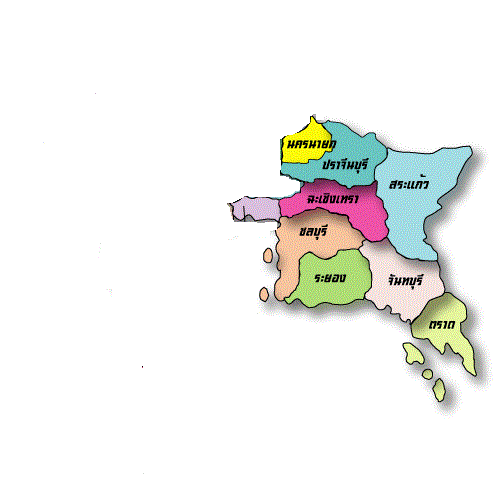 นครนายก
ปราจีนบุรี
สระแก้ว
ฉะเชิงเทรา
ชลบุรี
ระยอง
จันทบุรี
ตราด